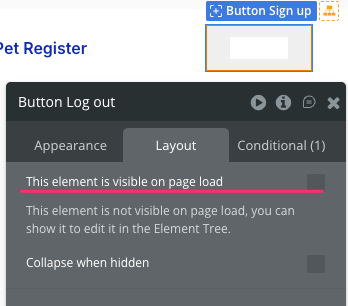 Button Sign up
Pet Register
Button Log out
Appearance
Layout
Conditional (1)
This element is visible on page load
This element is not visible on page load, you can
show it to edit it in the Element Tree.
Collapse when hidden